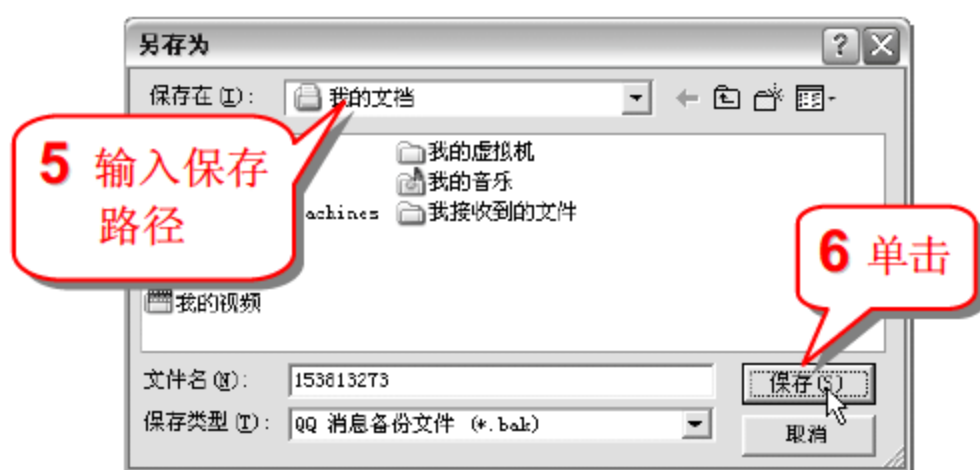 另存为
保存在(I):
我的文档
5 输入保存
路径
我的虚拟机
我的音乐
achines 我接收到的文件
6 单击
我的视频
文件名(N):
153813273
保存(S)
保存类型(T):
QQ 消息备份文件 (*.bak)
取消